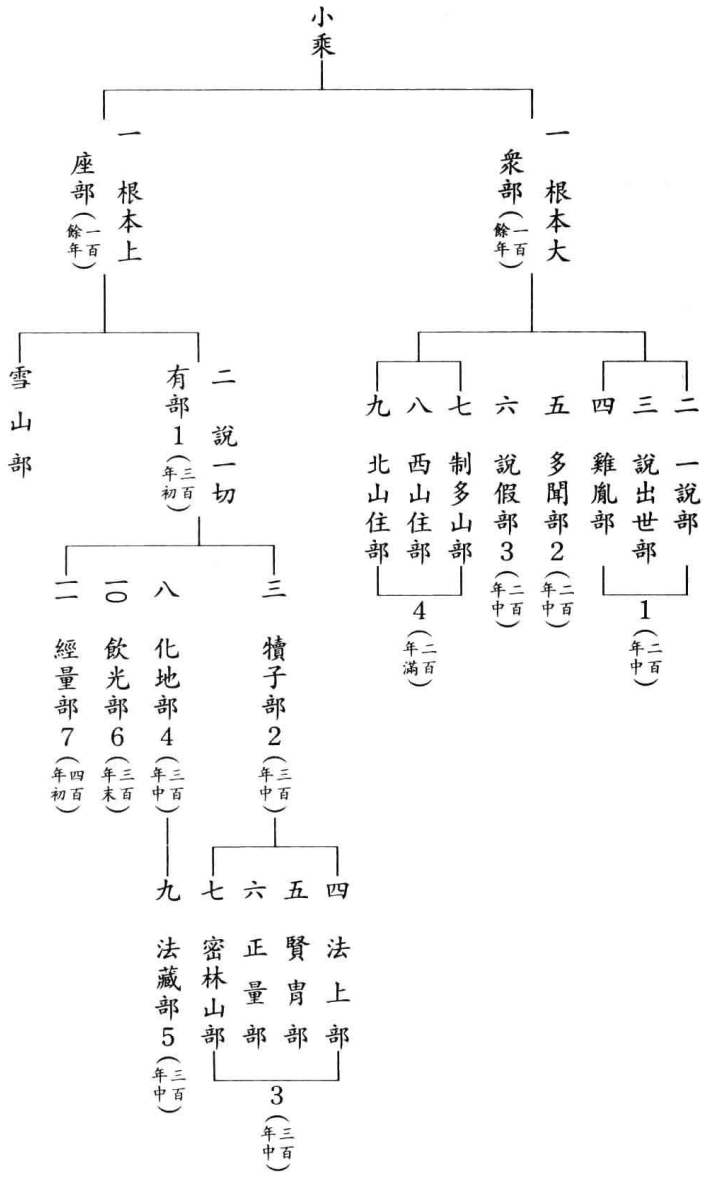 小乘
一 根本大
衆部(一百餘年)
二 一說部
三 說出世部
四 雞胤部
1(二百年中)
五 多聞部2(二百年中)
六 說假部3(二百年中)
七 制多山部
八 西山住部
九 北山住部
4(二百年滿)
一 根本上
座部(一百餘年)
二 說一切
有部1(三百年初)
三 犢子部2(三百年中)
四 法上部
五 賢胄部
六 正量部
七 密林山部
3(三百年中)
八 化地部4(三百年中)
九 法藏部5(三百年中)
一〇 飲光部6(三百年末)
一一 經量部7(四百年初)
雪山部